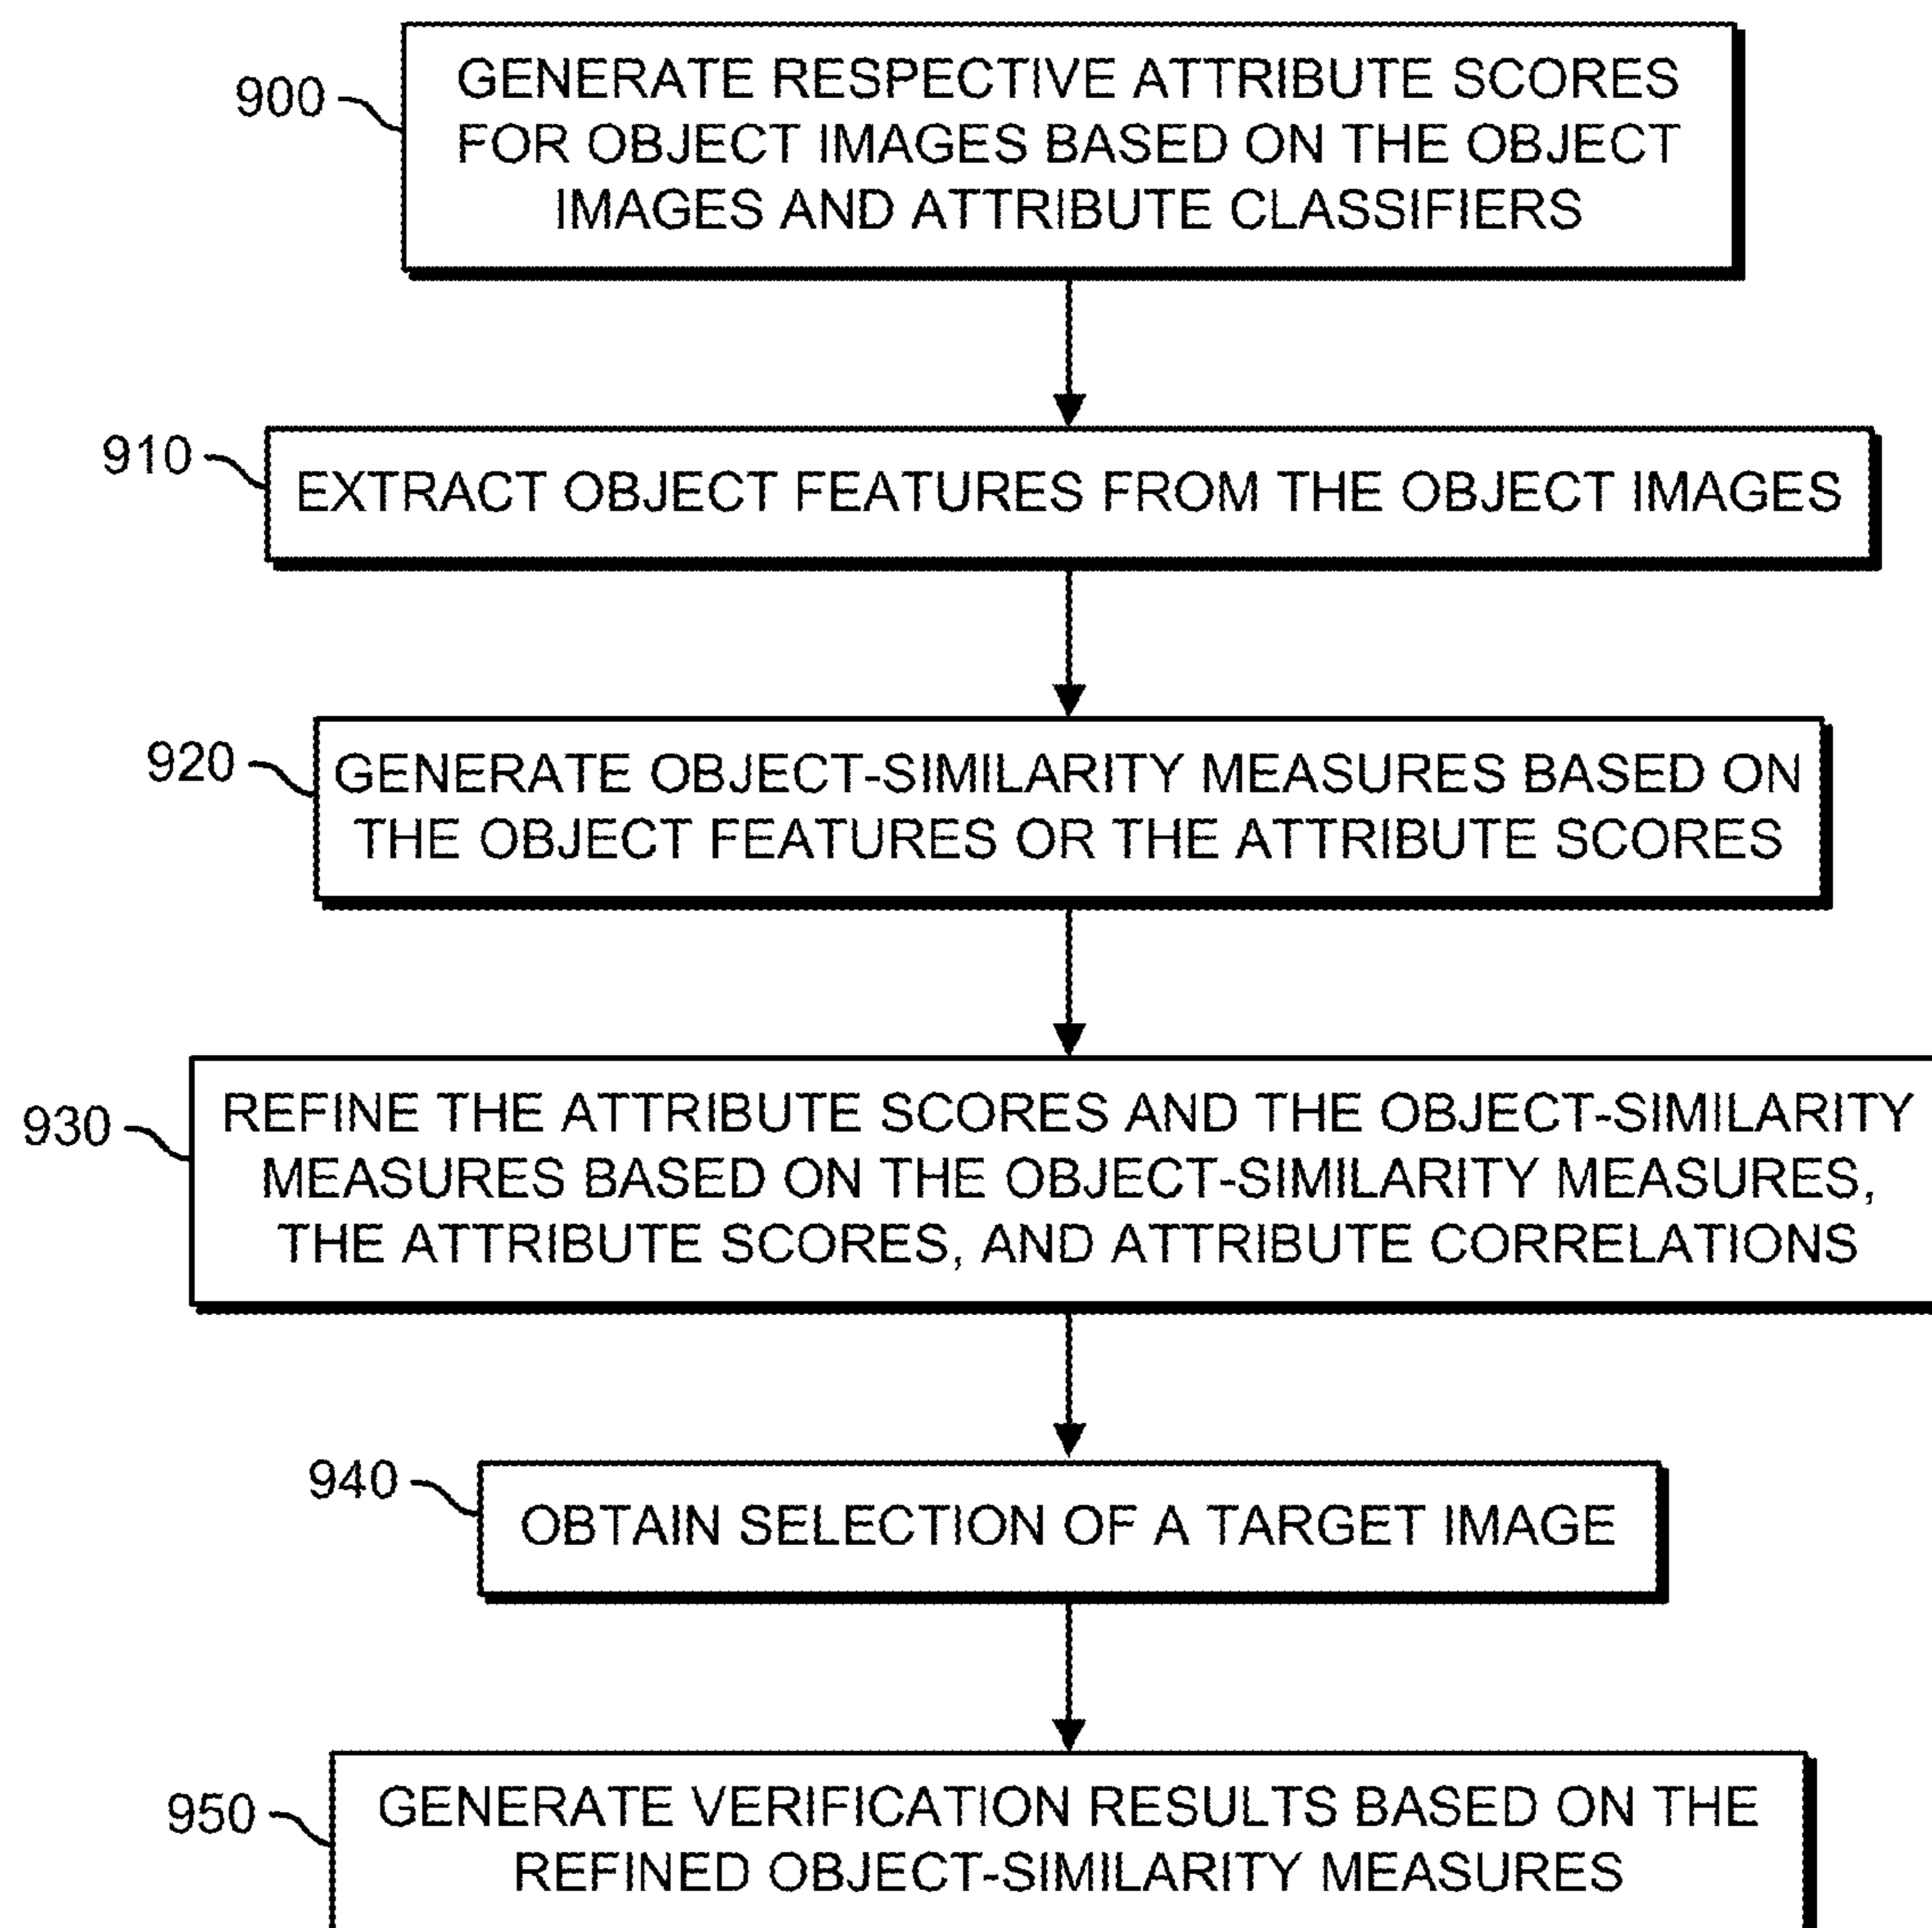 900
GENERATE RESPECTIVE ATTRIBUTE SCORES
FOR OBJECT IMAGES BASED ON THE OBJECT
IMAGES AND ATTRIBUTE CLASSIFIERS
910
EXTRACT OBJECT FEATURES FROM THE OBJECT IMAGES
920
GENERATE OBJECT-SIMILARITY MEASURES BASED ON
THE OBJECT FEATURES OR THE ATTRIBUTE SCORES
930
REFINE THE ATTRIBUTE SCORES AND THE OBJECT-SIMILARITY
MEASURES BASED ON THE OBJECT-SIMILARITY MEASURES,
THE ATTRIBUTE SCORES, AND ATTRIBUTE CORRELATIONS
940
OBTAIN SELECTION OF A TARGET IMAGE
950
GENERATE VERIFICATION RESULTS BASED ON THE
REFINED OBJECT-SIMILARITY MEASURES